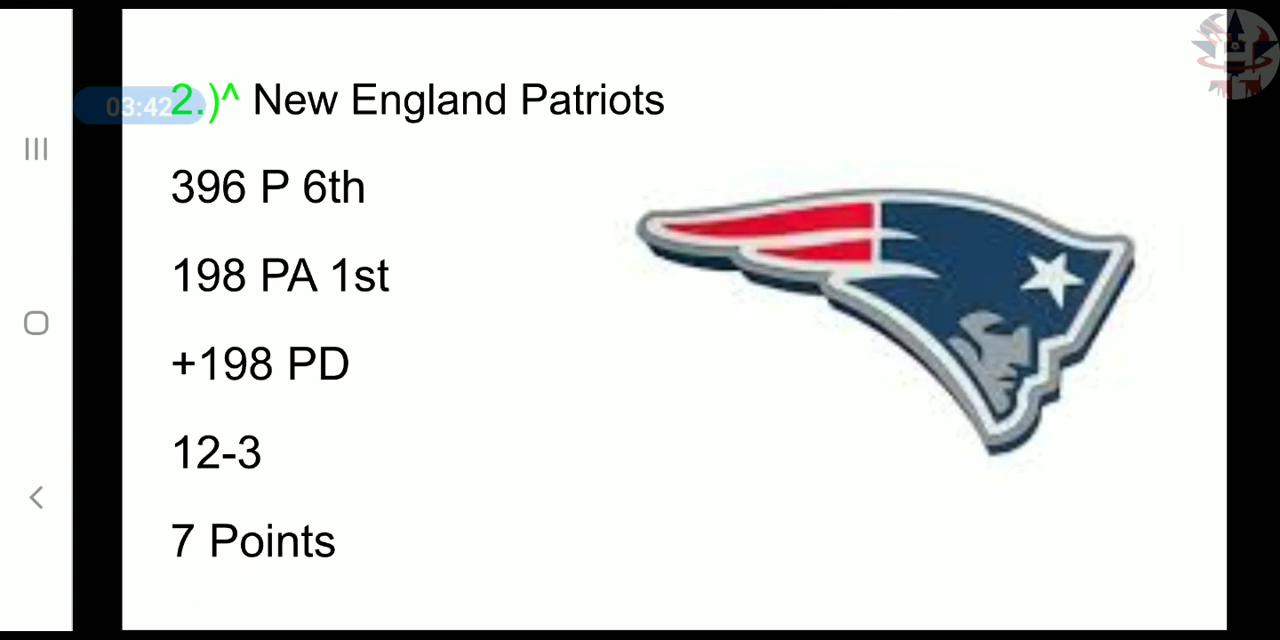 03:42
2.)^ New England Patriots
396 P 6th
198 PA 1st
+198 PD
12-3
7 Points